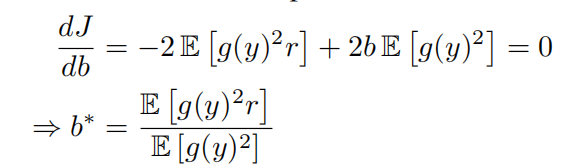 dJ/db = −2 𝔼 [g(y)²r] + 2b 𝔼 [g(y)²] = 0
⇒ b* = 𝔼 [g(y)²r] / 𝔼 [g(y)²]